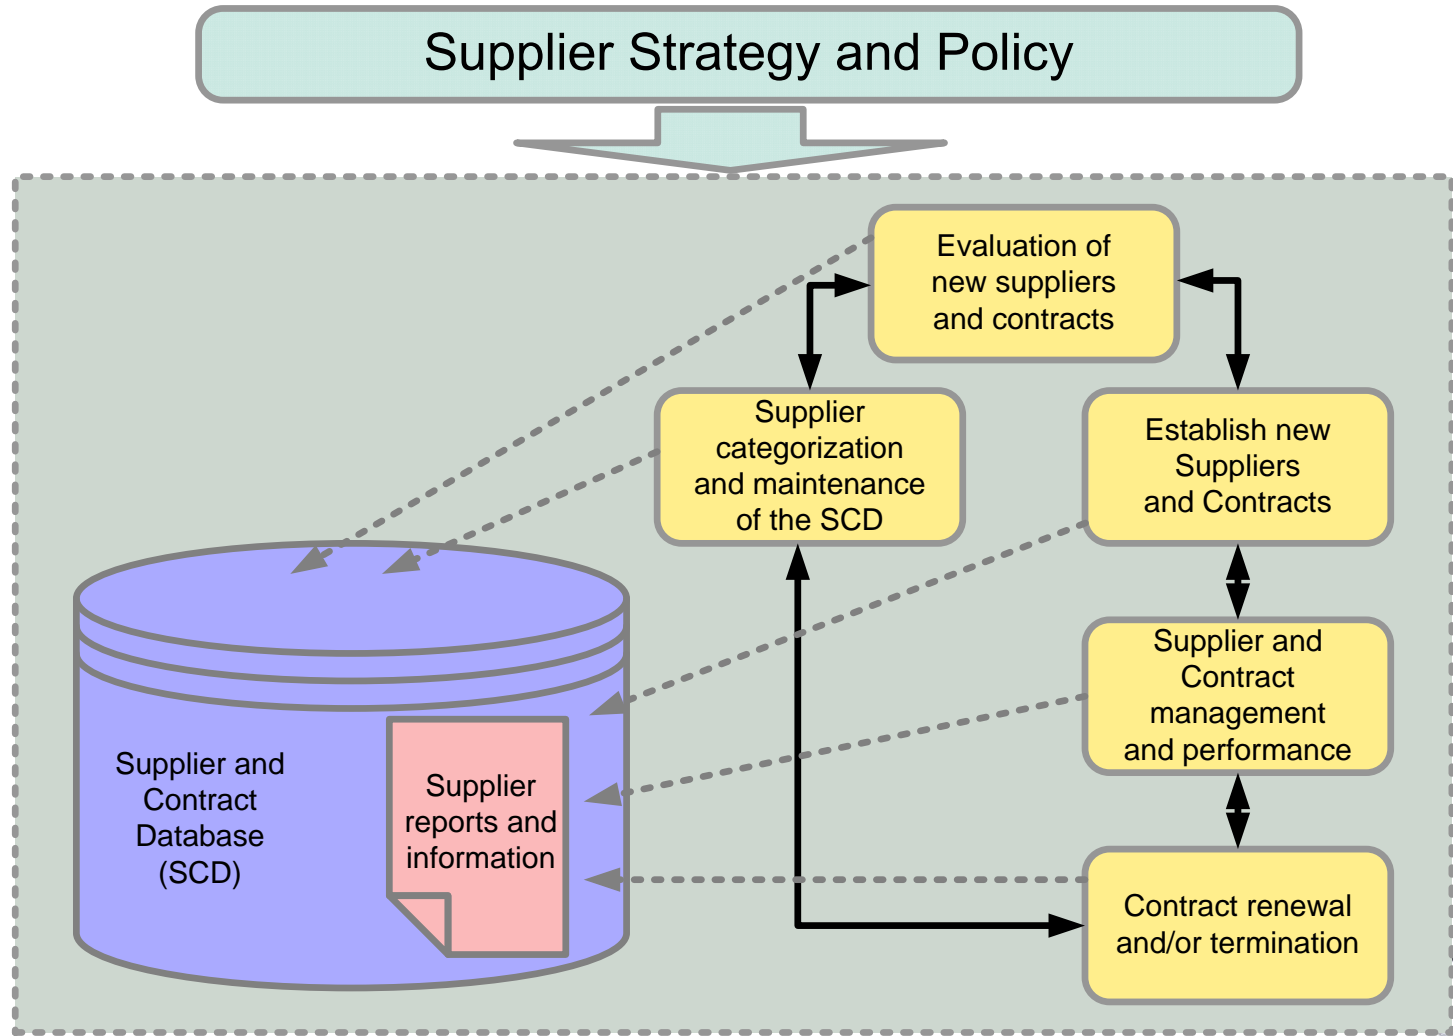 Supplier Strategy and Policy
Evaluation of
new suppliers
and contracts
Supplier
categorization
and maintenance
of the SCD
Establish new
Suppliers
and Contracts
Supplier and
Contract
management
and performance
Contract renewal
and/or termination
Supplier and
Contract
Database
(SCD)
Supplier
reports and
information